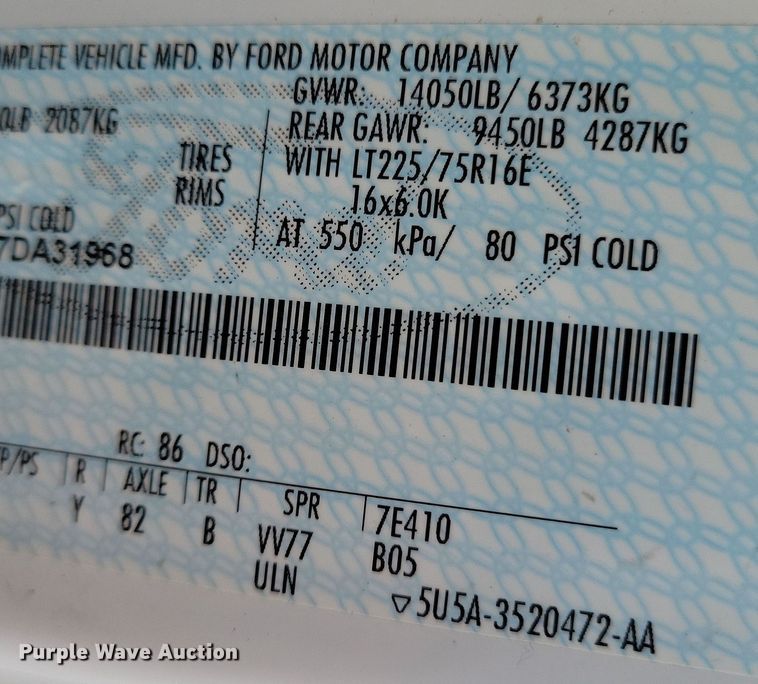 MPLETE VEHICLE MFD. BY FORD MOTOR COMPANY
GVWR: 14050LB/ 6373KG
0LB 2087KG REAR GAWR: 9450LB 4287KG
TIRES WITH LT225/75R16E
RIMS 16x6.0K
PSI COLD AT 550 kPa/ 80 PSI COLD
7DA31968
RC: 86 DSO:
P/PS R AXLE TR SPR 7E410
Y 82 B VV77 B05
ULN ▽5U5A-3520472-AA
Purple Wave Auction